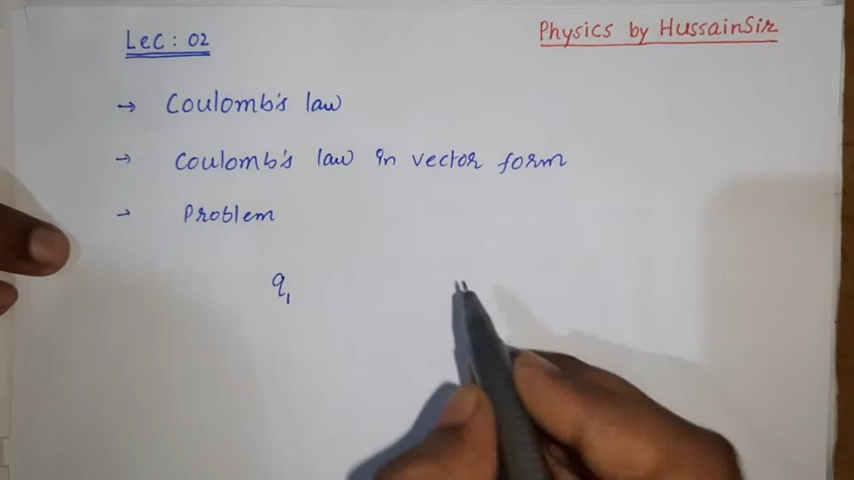 Lec: 02
Physics by HussainSir
→ Coulomb's law
→ Coulomb's law in vector form
→ Problem
q₁